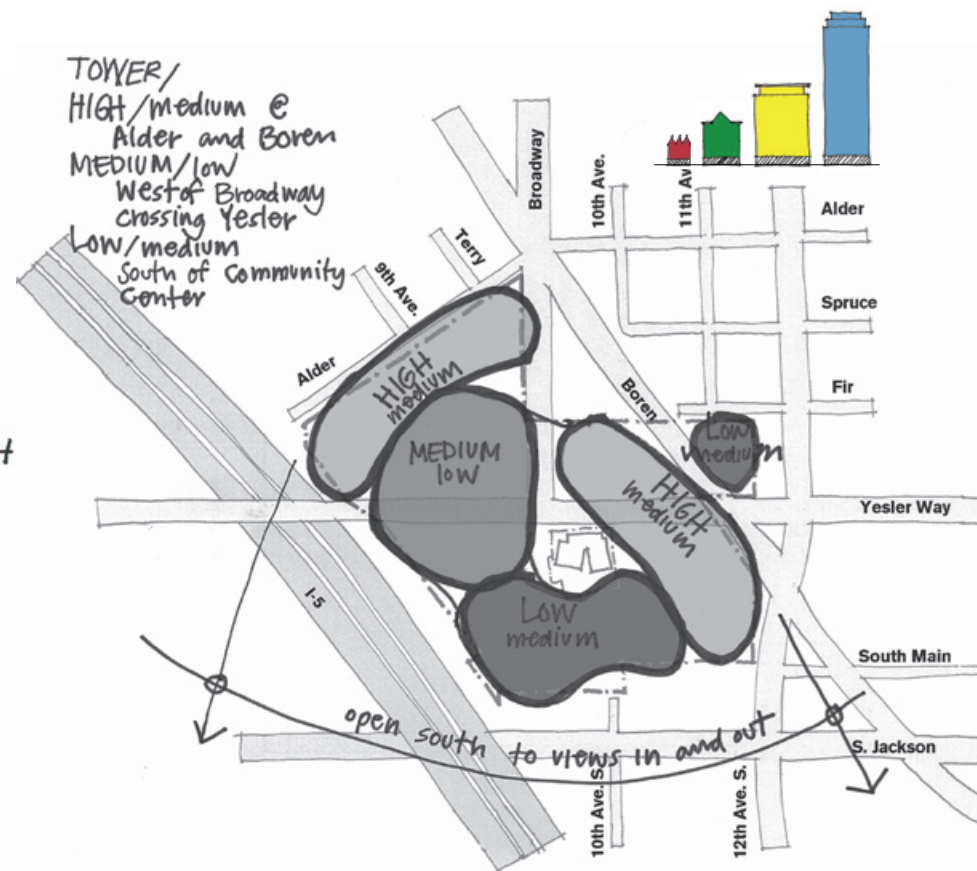 TOWER/
HIGH/medium @
Alder and Boren
MEDIUM/low
West of Broadway
crossing Yesler
LOW/medium
South of Community
Center
Broadway
10th Ave.
11th Av
Alder
Terry
9th Ave.
Spruce
Alder
HIGH
medium
Boren
Fir
LOW
medium
MEDIUM
LOW
HIGH
medium
Yesler Way
I-5
LOW
medium
South Main
open south to views in and out
S. Jackson
10th Ave. S.
12th Ave. S.